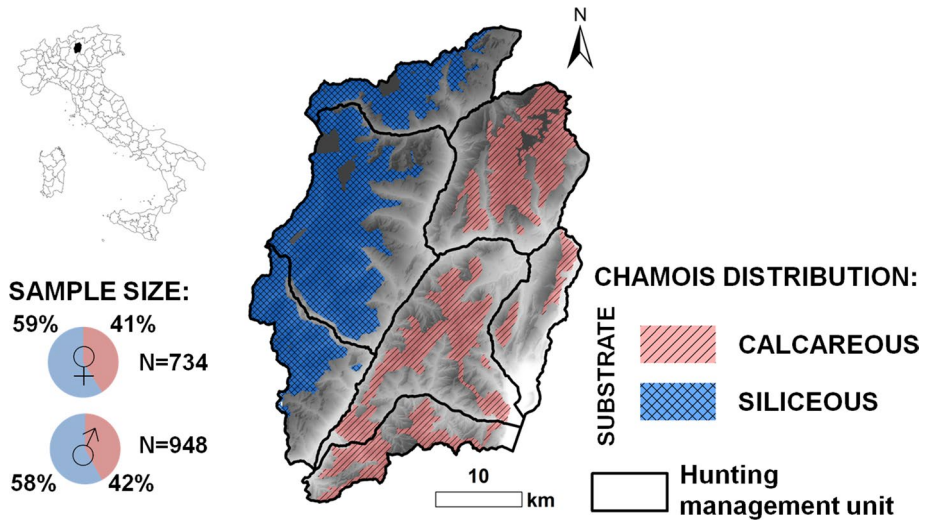 N
SAMPLE SIZE:
59% 41%
N=734
N=948
58% 42%
10
km
CHAMOIS DISTRIBUTION:
SUBSTRATE
CALCAREOUS
SILICEOUS
Hunting
management unit